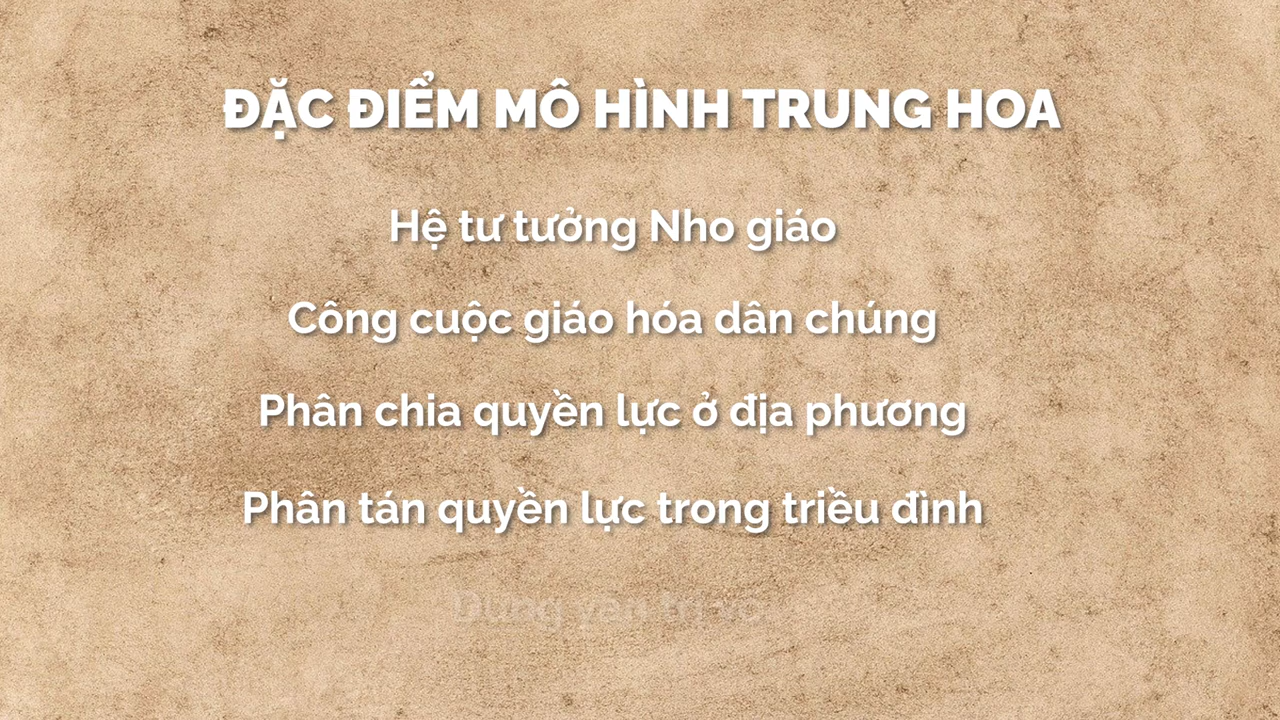 ĐẶC ĐIỂM MÔ HÌNH TRUNG HOA
Hệ tư tưởng Nho giáo
Công cuộc giáo hóa dân chúng
Phân chia quyền lực ở địa phương
Phân tán quyền lực trong triều đình